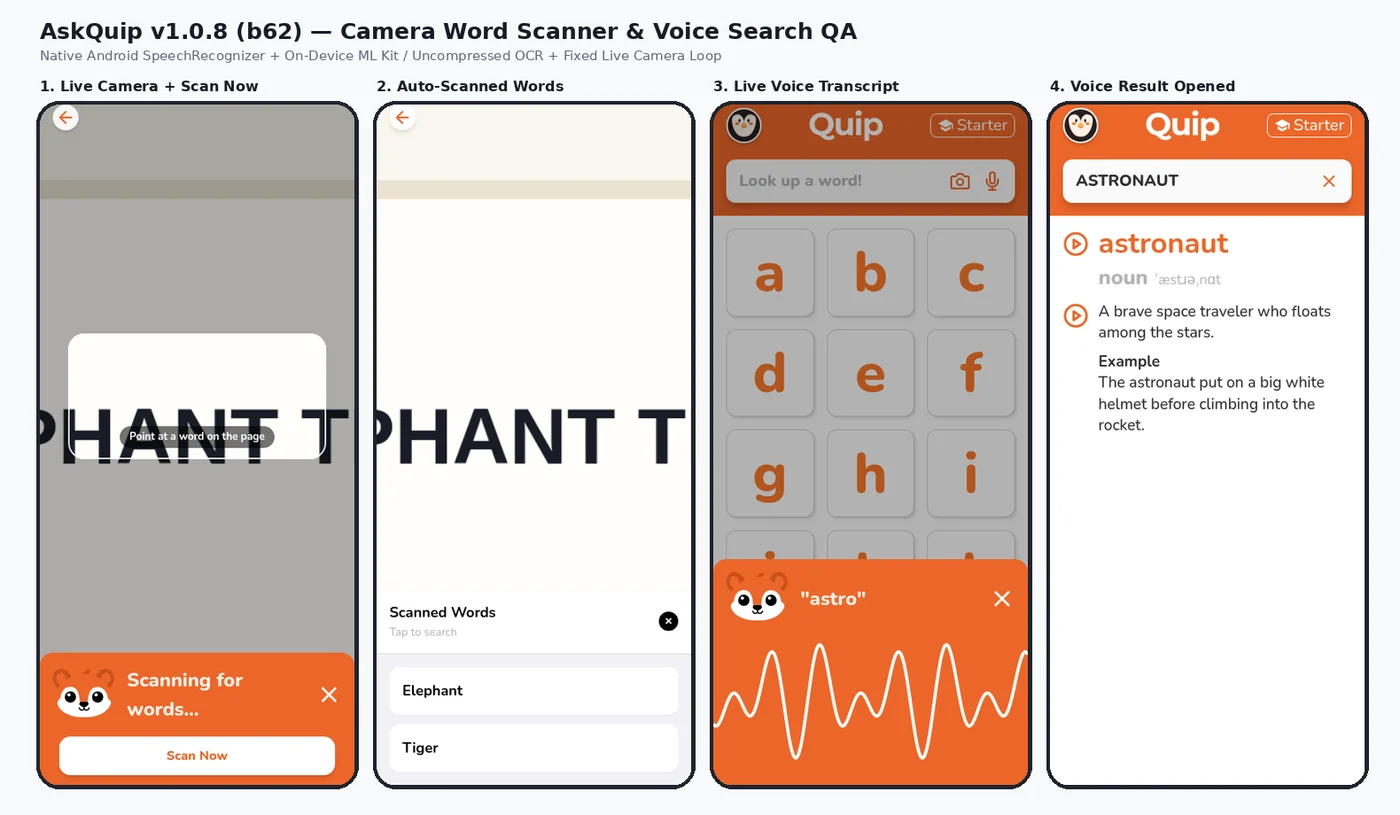 AskQuip v1.0.8 (b62) — Camera Word Scanner & Voice Search QA
Native Android SpeechRecognizer + On-Device ML Kit / Uncompressed OCR + Fixed Live Camera Loop
1. Live Camera + Scan Now
PHANT T
Point at a word on the page
Scanning for
words...
Scan Now
2. Auto-Scanned Words
PHANT T
Scanned Words
Tap to search
Elephant
Tiger
3. Live Voice Transcript
Quip
Starter
Look up a word!
a b c
d e f
g h i
"astro"
4. Voice Result Opened
Quip
Starter
ASTRONAUT
astronaut
noun ˈæstɹəˌnɑt
A brave space traveler who floats
among the stars.
Example
The astronaut put on a big white
helmet before climbing into the
rocket.